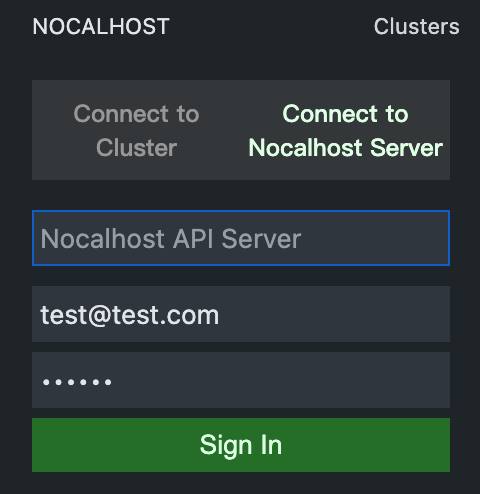 NOCALHOST
Clusters
Connect to
Cluster
Connect to
Nocalhost Server
Nocalhost API Server
test@test.com
••••••
Sign In